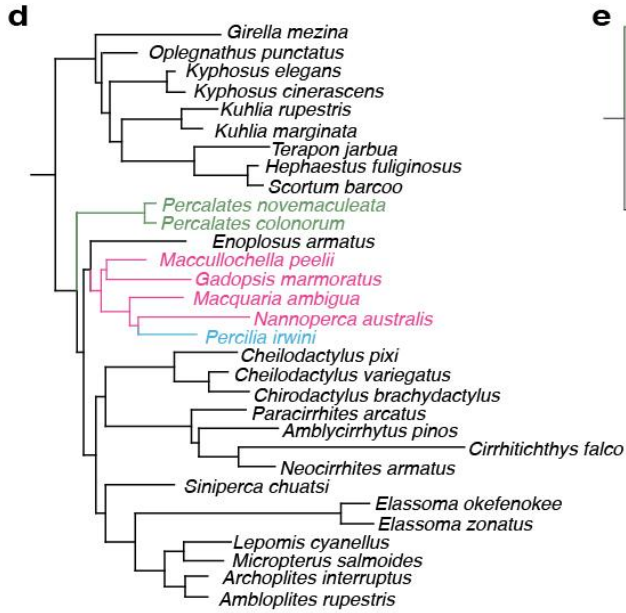 d
e
Girella mezina
Oplegnathus punctatus
Kyphosus elegans
Kyphosus cinerascens
Kuhlia rupestris
Kuhlia marginata
Terapon jarbua
Hephaestus fuliginosus
Scortum barcoo
Percalates novemaculeata
Percalates colonorum
Enoplosus armatus
Maccullochella peelii
Gadopsis marmoratus
Macquaria ambigua
Nannoperca australis
Percilia irwini
Cheilodactylus pixi
Cheilodactylus variegatus
Chirodactylus brachydactylus
Paracirrhites arcatus
Amblycirrhytus pinos
Cirrhitichthys falco
Neocirrhites armatus
Siniperca chuatsi
Elassoma okefenokee
Elassoma zonatus
Lepomis cyanellus
Micropterus salmoides
Archoplites interruptus
Ambloplites rupestris